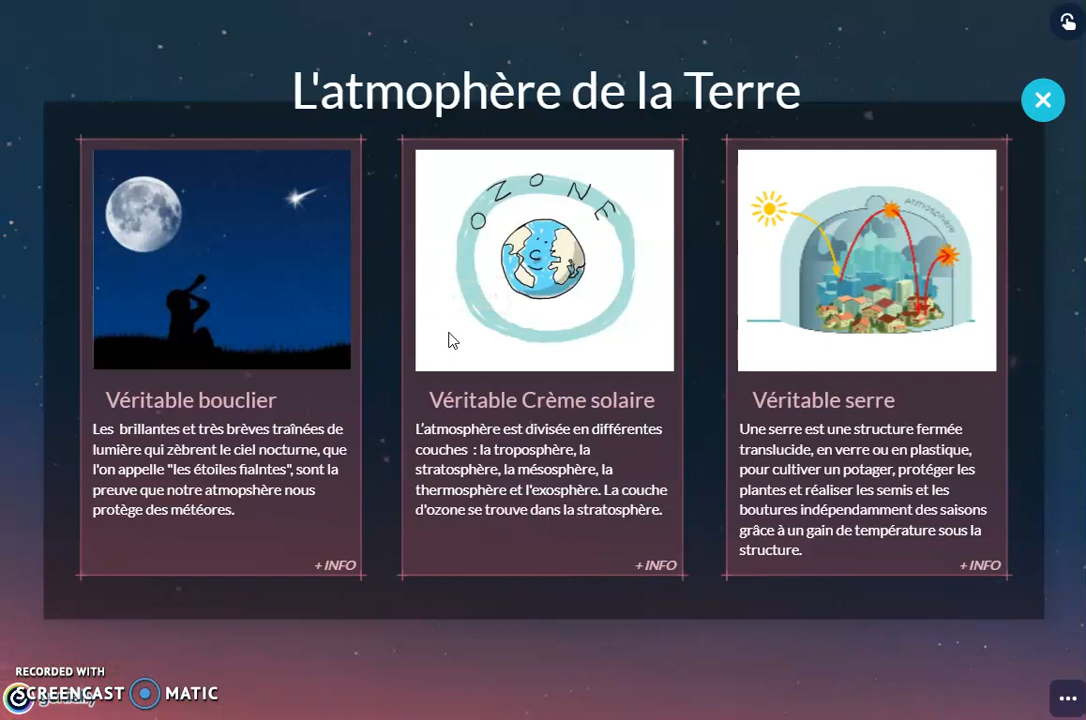 L'atmophère de la Terre
OZONE
Atmosphère
Véritable bouclier
Les brillantes et très brèves traînées de
lumière qui zèbrent le ciel nocturne, que
l'on appelle "les étoiles fialntes", sont la
preuve que notre atmopshère nous
protège des météores.
+ INFO
Véritable Crème solaire
L'atmosphère est divisée en différentes
couches : la troposphère, la
stratosphère, la mésosphère, la
thermosphère et l'exosphère. La couche
d'ozone se trouve dans la stratosphère.
+ INFO
Véritable serre
Une serre est une structure fermée
translucide, en verre ou en plastique,
pour cultiver un potager, protéger les
plantes et réaliser les semis et les
boutures indépendamment des saisons
grâce à un gain de température sous la
structure.
+ INFO
RECORDED WITH
SCREENCAST MATIC